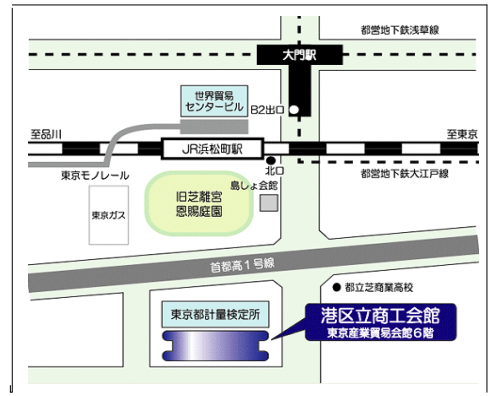 都営地下鉄浅草線
大門駅
世界貿易
センタービル
B2出口
至品川
至東京
JR浜松町駅
北口
東京モノレール
都営地下鉄大江戸線
島しょ会館
旧芝離宮
恩賜庭園
東京ガス
首都高1号線
都立芝商業高校
東京都計量検定所
港区立商工会館
東京産業貿易会館6階